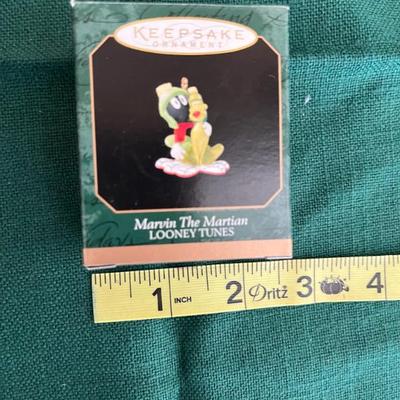 KEEPSAKE
ORNAMENT
Marvin The Martian
LOONEY TUNES
1 INCH 2 Dritz 3 4